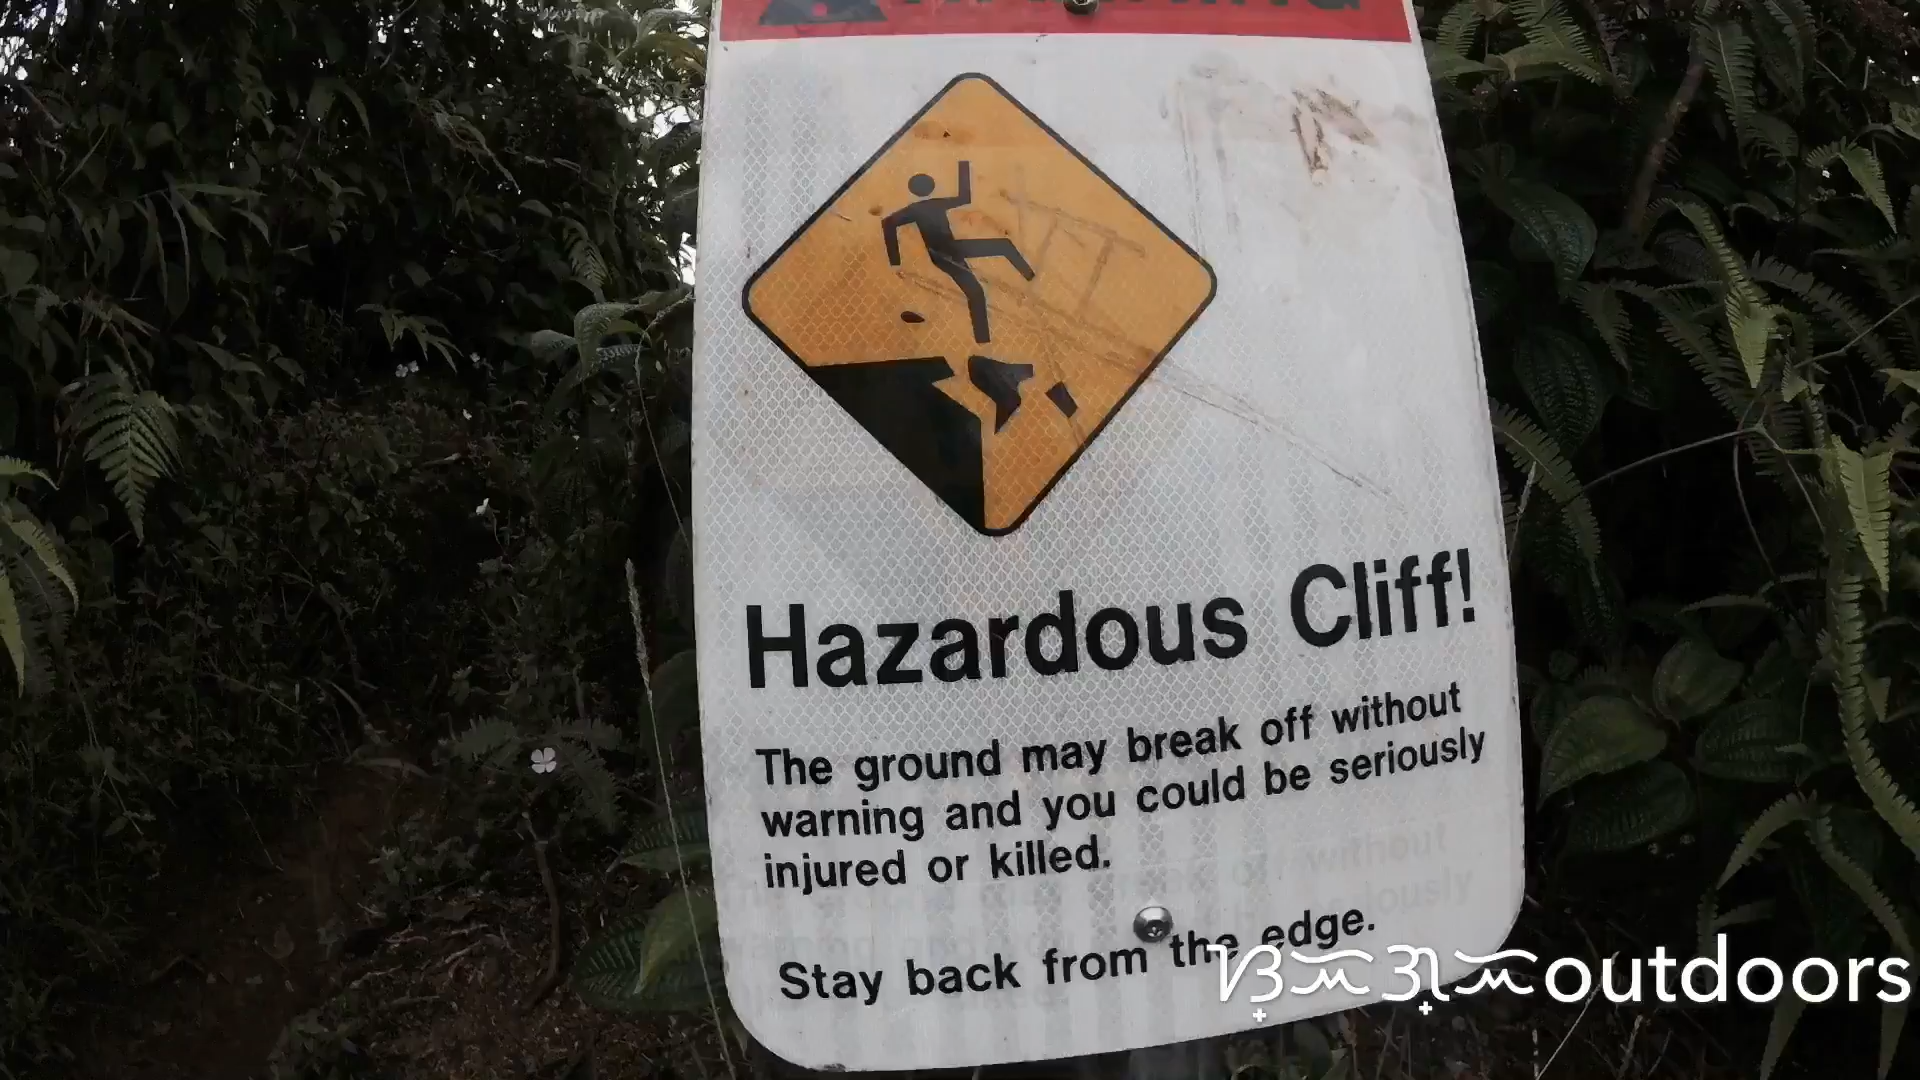 WARNING
Hazardous Cliff!
The ground may break off without
warning and you could be seriously
injured or killed.
Stay back from the edge.
outdoors